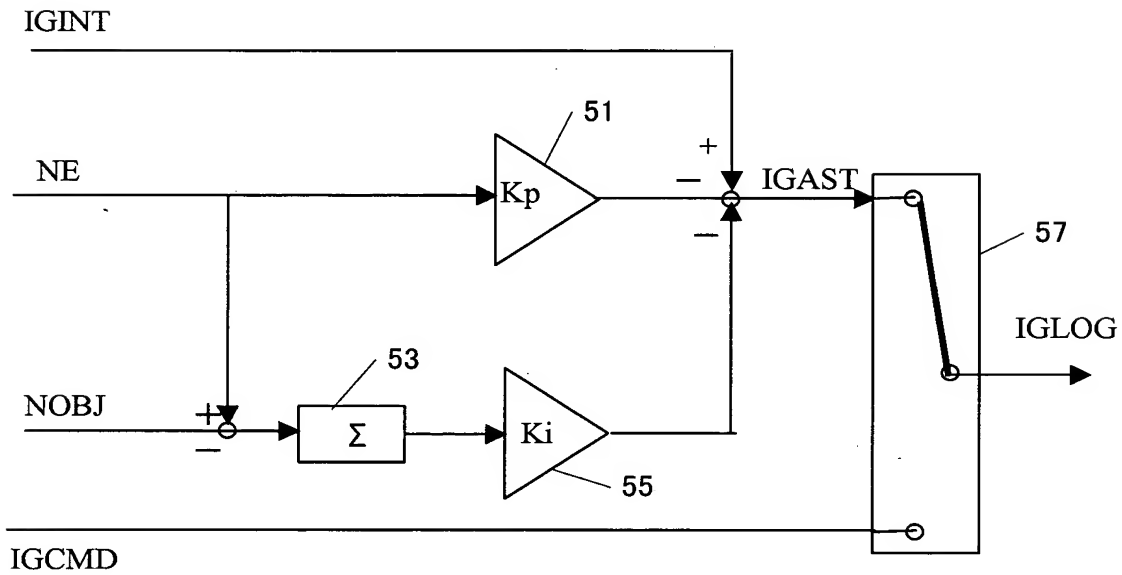 IGINT
51
NE
Kp
+
−
IGAST
−
57
IGLOG
53
NOBJ
+
−
Σ
Ki
55
IGCMD